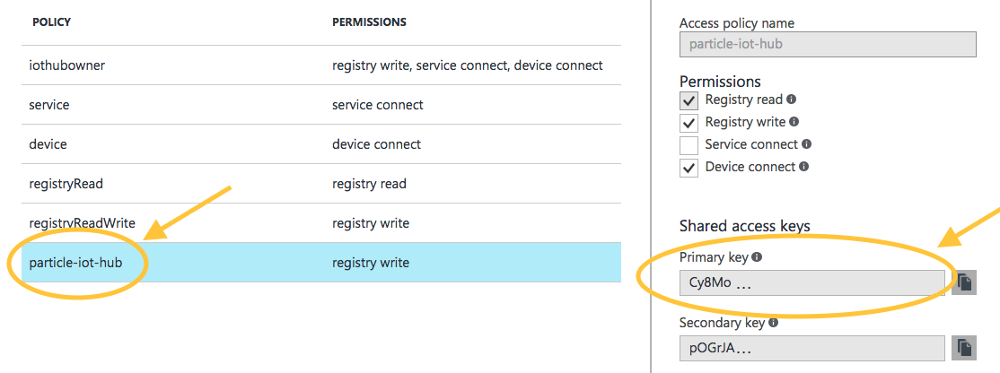 POLICY PERMISSIONS
iothubowner registry write, service connect, device connect
service service connect
device device connect
registryRead registry read
registryReadWrite registry write
particle-iot-hub registry write
Access policy name
particle-iot-hub
Permissions
Registry read
Registry write
Service connect
Device connect
Shared access keys
Primary key
Cy8Mo ...
Secondary key
pOGrJA...